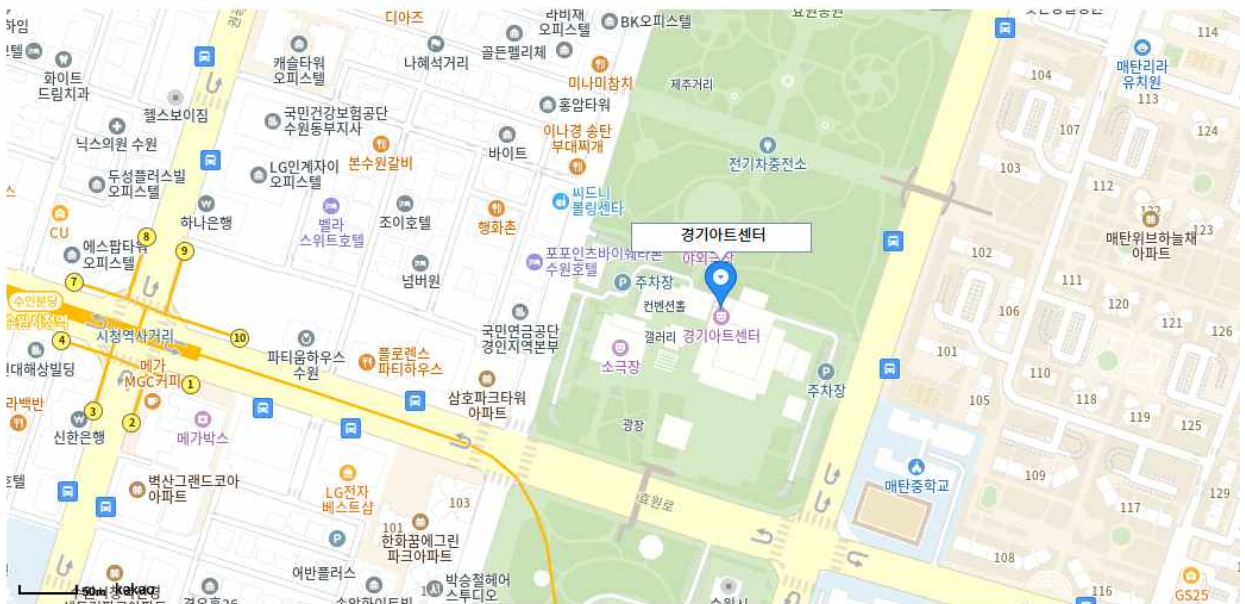 디아즈
라비재
오피스텔
BK오피스텔
효원공원
114
캐슬타워
오피스텔
나혜석거리
골든펠리체
미나미참치
제주거리
104
매탄리라
유치원
113
화이트
드림치과
헬스보이짐
국민건강보험공단
수원동부지사
홍암타워
이나경 송탄
부대찌개
107
124
닉스의원 수원
본수원갈비
바이트
전기차충전소
103
112
두성플러스빌
오피스텔
LG인계자이
오피스텔
씨드니
볼링센타
122
123
CU
하나은행
벨라
스위트호텔
조이호텔
행화촌
경기아트센터
매탄위브하늘채
아파트
8
9
에스팝타워
오피스텔
수원호텔
102
111
7
넘버원
주차장
컨벤션홀
106
120
수인분당
시청역사거리
10
국민연금공단
경인지역본부
갤러리
경기아트센터
121
126
4
파티움하우스
수원
플로렌스
파티하우스
소극장
101
110
현대해상빌딩
메가
MGC커피
1
삼호파크타워
아파트
주차장
105
118
119
125
라백반
3
2
신한은행
메가박스
광장
109
매탄중학교
벽산그랜드코아
아파트
LG전자
베스트샵
103
효원로
117
129
101
한화꿈에그린
파크아파트
108
어반플러스
박승철헤어
스튜디오
116
GS25
50m
kakao